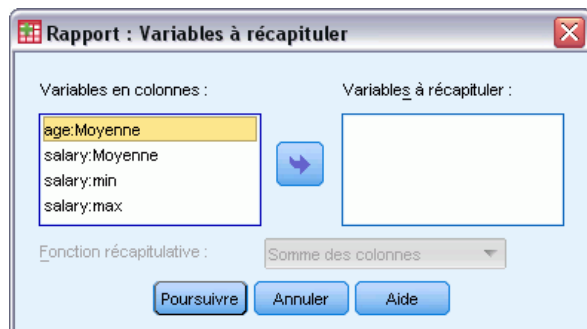 Rapport : Variables à récapituler
Variables en colonnes :
Variables à récapituler :
age:Moyenne
salary:Moyenne
salary:min
salary:max
Fonction récapitulative :
Somme des colonnes
Poursuivre
Annuler
Aide